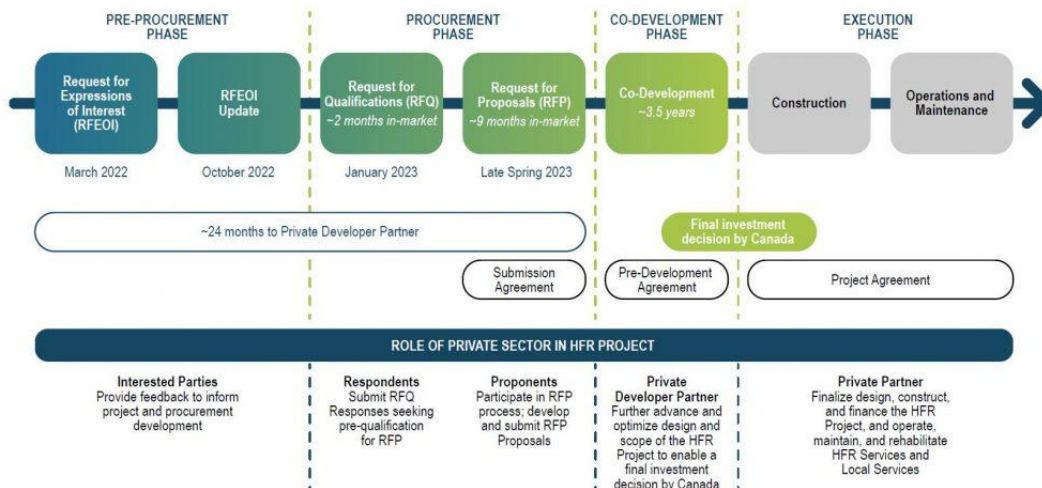 PRE-PROCUREMENT
PHASE
PROCUREMENT
PHASE
CO-DEVELOPMENT
PHASE
EXECUTION
PHASE
Request for
Expressions
of Interest
(RFEOI)
RFEOI
Update
Request for
Qualifications (RFQ)
~2 months in-market
Request for
Proposals (RFP)
~9 months in-market
Co-Development
~3.5 years
Construction
Operations and
Maintenance
March 2022
October 2022
January 2023
Late Spring 2023
~24 months to Private Developer Partner
Final investment
decision by Canada
Submission
Agreement
Pre-Development
Agreement
Project Agreement
ROLE OF PRIVATE SECTOR IN HFR PROJECT
Interested Parties
Provide feedback to inform
project and procurement
development
Respondents
Submit RFQ
Responses seeking
pre-qualification
for RFP
Proponents
Participate in RFP
process; develop
and submit RFP
Proposals
Private
Developer Partner
Further advance and
optimize design and
scope of the HFR
Project to enable a
final investment
decision by Canada
Private Partner
Finalize design, construct,
and finance the HFR
Project, and operate,
maintain, and rehabilitate
HFR Services and
Local Services